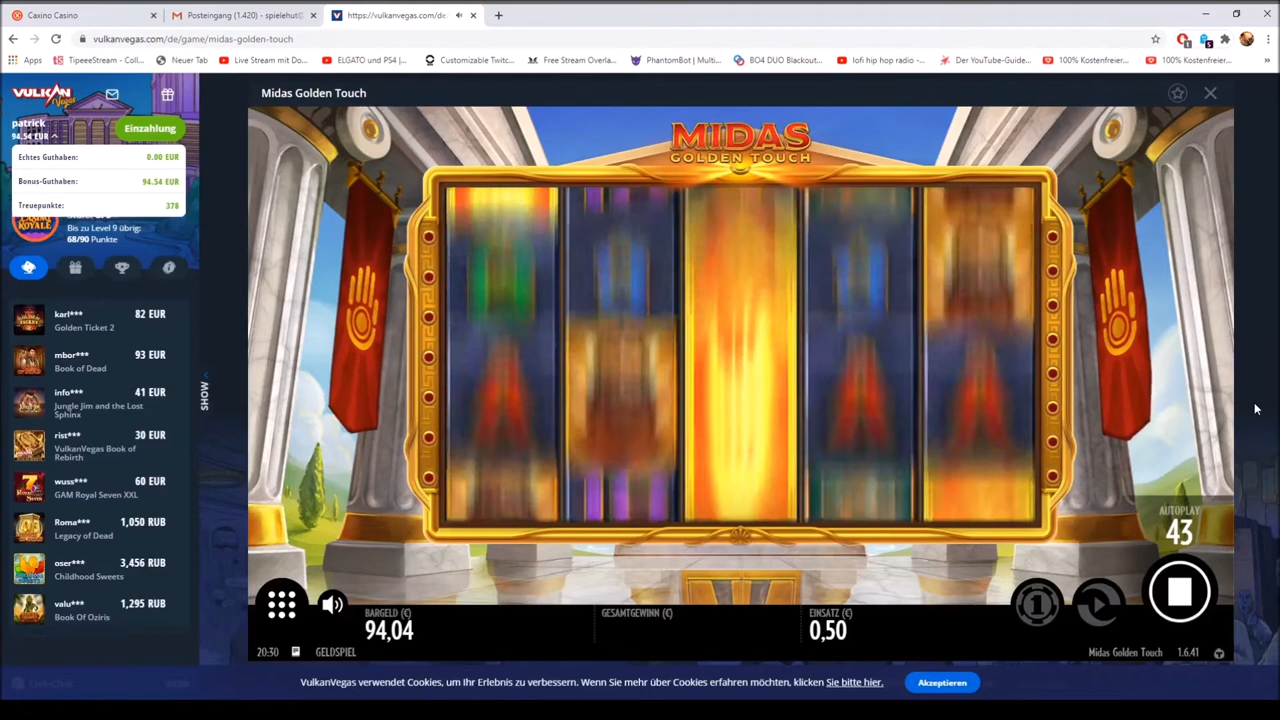 Caxino Casino
Posteingang (1.420) - spielehut@
https://vulkanvegas.com/de/
vulkanvegas.com/de/game/midas-golden-touch
Apps
TipeeeStream - Coll...
Neuer Tab
Live Stream mit Do...
ELGATO und PS4 |...
Customizable Twitc...
Free Stream Overla...
PhantomBot | Multi...
BO4 DUO Blackout...
lofi hip hop radio -...
Der YouTube-Guide...
100% Kostenfreier...
100% Kostenfreier...
VULKAN
Vegas
patrick
94.54 EUR
Einzahlung
Echtes Guthaben: 0.00 EUR
Bonus-Guthaben: 94.54 EUR
Treuepunkte: 378
CASINO
ROYALE
Bis zu Level 9 übrig:
68/90 Punkte
karl*** 82 EUR
Golden Ticket 2
mbor*** 93 EUR
Book of Dead
info*** 41 EUR
Jungle Jim and the Lost
Sphinx
rist*** 30 EUR
VulkanVegas Book of
Rebirth
wuss*** 60 EUR
GAM Royal Seven XXL
Roma*** 1,050 RUB
Legacy of Dead
oser*** 3,456 RUB
Childhood Sweets
valu*** 1,295 RUB
Book Of Oziris
SHOW
Midas Golden Touch
MIDAS
GOLDEN TOUCH
AUTOPLAY
43
BARGELD (€)
94,04
GESAMTGEWINN (€)
EINSATZ (€)
0,50
20:30
GELDSPIEL
Midas Golden Touch
1.6.41
VulkanVegas verwendet Cookies, um Ihr Erlebnis zu verbessern. Wenn Sie mehr über Cookies erfahren möchten, klicken Sie bitte hier.
Akzeptieren